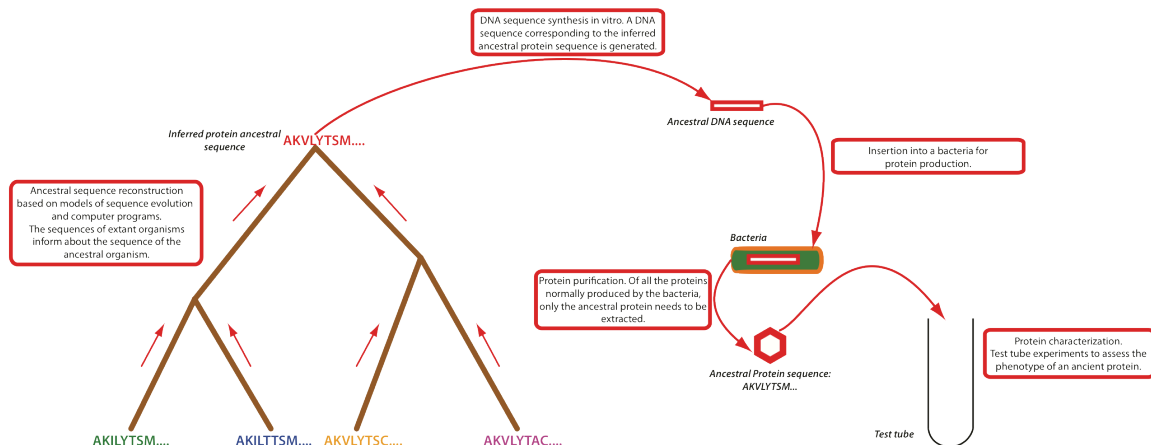 DNA sequence synthesis in vitro. A DNA
sequence corresponding to the inferred
ancestral protein sequence is generated.
Ancestral DNA sequence
Inferred protein ancestral
sequence
AKVLYTSM....
Insertion into a bacteria for
protein production.
Ancestral sequence reconstruction
based on models of sequence evolution
and computer programs.
The sequences of extant organisms
inform about the sequence of the
ancestral organism.
Bacteria
Protein purification. Of all the proteins
normally produced by the bacteria,
only the ancestral protein needs to be
extracted.
Protein characterization.
Test tube experiments to assess the
phenotype of an ancient protein.
Ancestral Protein sequence:
AKVLYTSM...
Test tube
AKILYTSM....
AKILTTSM....
AKVLYTSC....
AKVLYTAC....